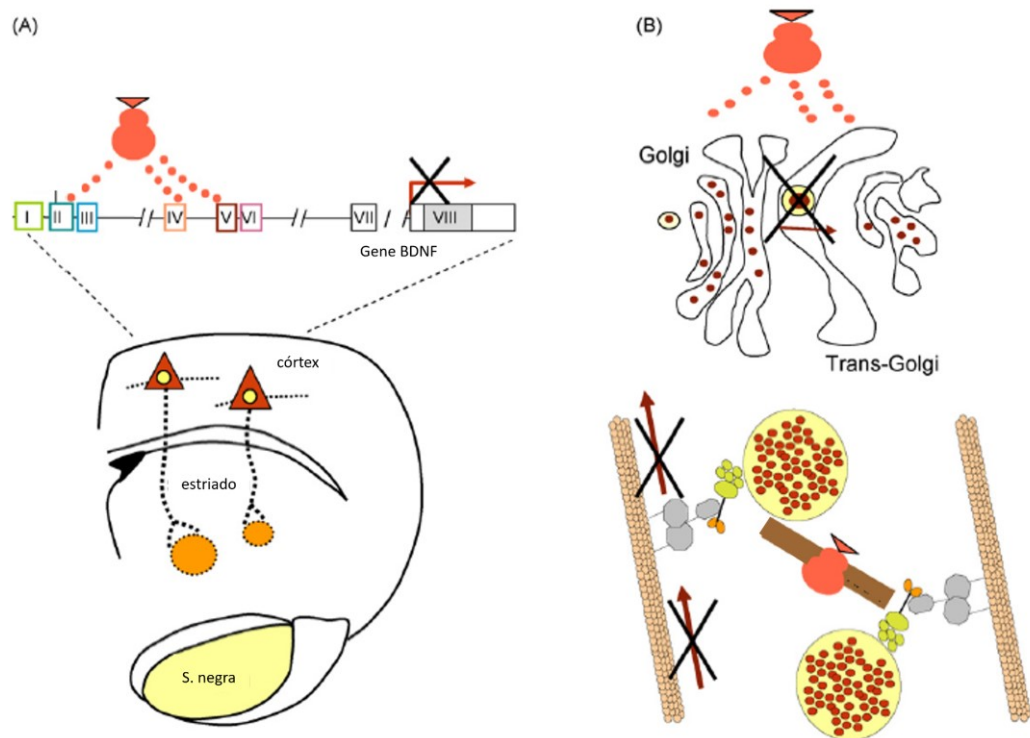 (A)
I
II
III
IV
V
VI
VII
VIII
Gene BDNF
córtex
estriado
S. negra
(B)
Golgi
Trans-Golgi